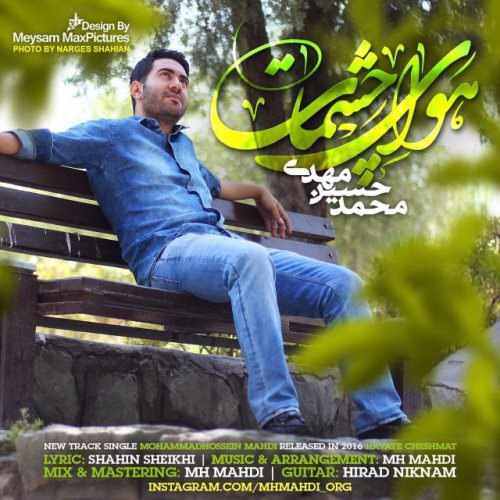 Design By
Meysam MaxPictures
PHOTO BY NARGES SHAHIAN
هوای چشمات
محمد حسین مهدی
NEW TRACK SINGLE MOHAMMADHOSSEIN MAHDI RELEASED IN 2016 HAVAYE CHESHMAT
LYRIC: SHAHIN SHEIKHI | MUSIC & ARRANGEMENT: MH MAHDI
MIX & MASTERING: MH MAHDI | GUITAR: HIRAD NIKNAM
INSTAGRAM.COM/MHMAHDI_ORG